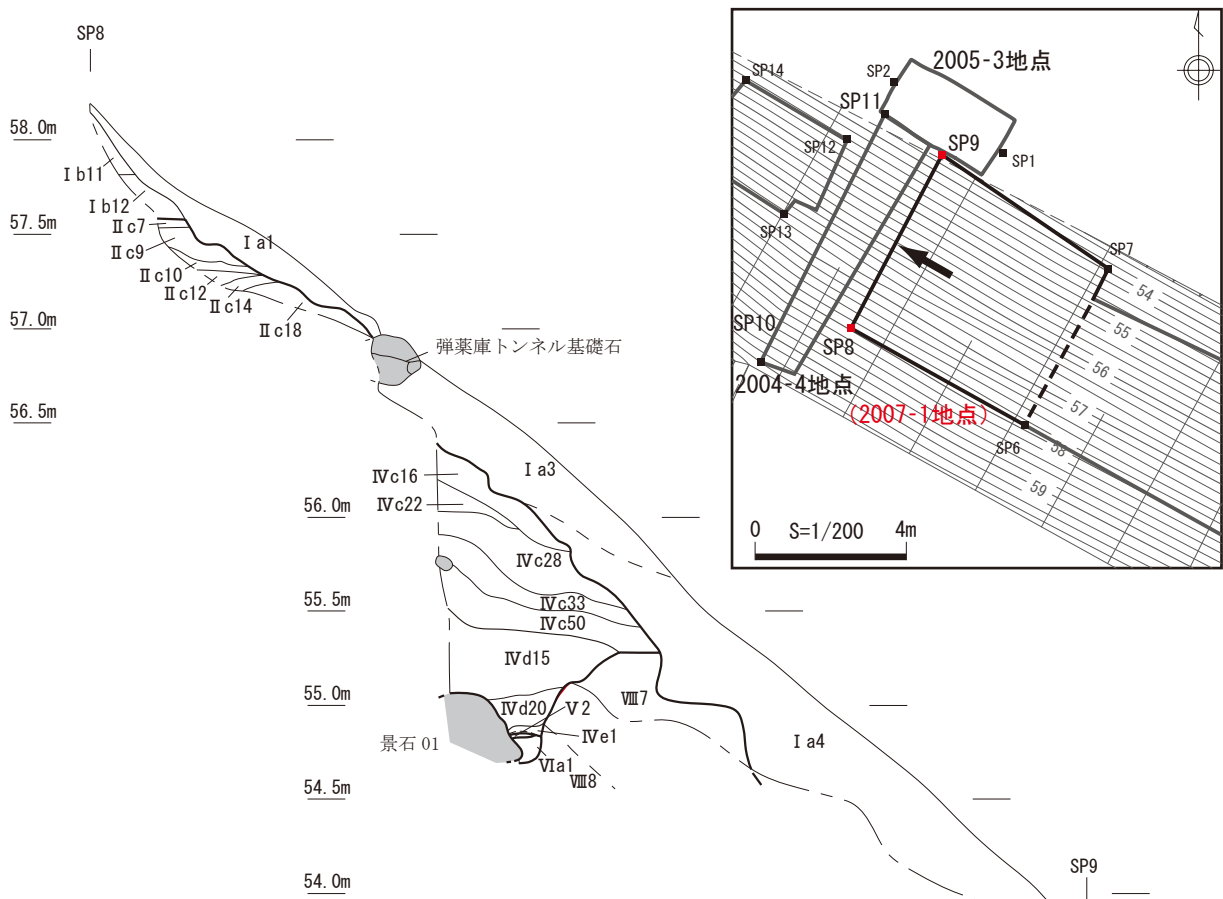 SP8
58.0m
Ⅰb11
Ⅰb12
57.5m
Ⅱc7
Ⅰa1
Ⅱc9
Ⅱc10
Ⅱc12
Ⅱc14
57.0m
Ⅱc18
弾薬庫トンネル基礎石
56.5m
Ⅰa3
Ⅳc16
Ⅳc22
56.0m
Ⅳc28
55.5m
Ⅳc33
Ⅳc50
Ⅳd15
55.0m
Ⅷ7
Ⅳd20
Ⅴ2
Ⅳe1
景石 01
Ⅰa4
Ⅵa1
Ⅷ8
54.5m
54.0m
SP9
2005-3地点
SP14
SP2
SP11
SP12
SP9
SP1
SP13
SP7
54
55
SP10
SP8
56
2004-4地点
57
(2007-1地点)
SP6
58
59
0 S=1/200 4m